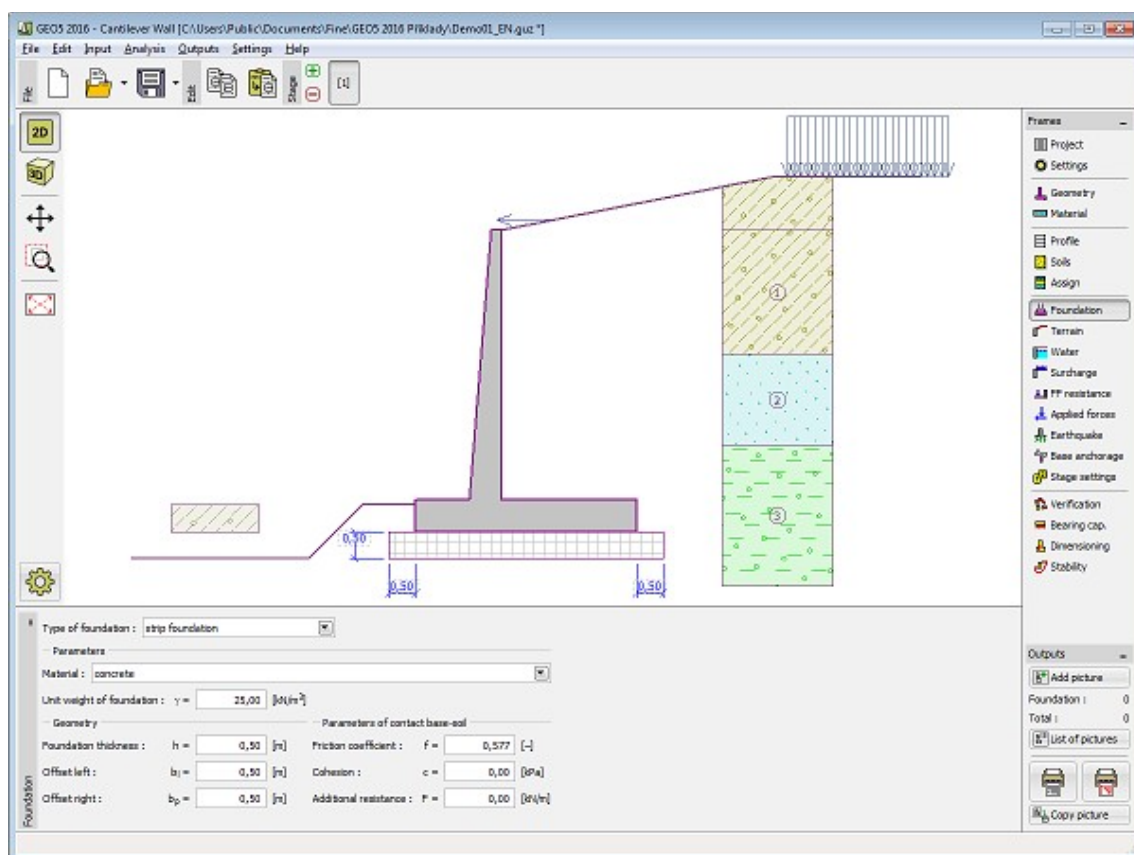 GEO5 2016 - Cantilever Wall [C:\Users\Public\Documents\Fine\GEO5 2016 Příklady\Demo01_EN.guz *]
File Edit Input Analysis Outputs Settings Help
File
Edit
Stage
[1]
2D
3D
1
2
3
0,50
0,50
0,50
Frames
Project
Settings
Geometry
Material
Profile
Soils
Assign
Foundation
Terrain
Water
Surcharge
FF resistance
Applied forces
Earthquake
Base anchorage
Stage settings
Verification
Bearing cap.
Dimensioning
Stability
Outputs
Add picture
Foundation : 0
Total : 0
List of pictures
Copy picture
Foundation
Type of foundation : strip foundation
Parameters
Material : concrete
Unit weight of foundation : γ = 25,00 [kN/m³]
Geometry
Foundation thickness : h = 0,50 [m]
Offset left : bₗ = 0,50 [m]
Offset right : bₚ = 0,50 [m]
Parameters of contact base-soil
Friction coefficient : f = 0,577 [–]
Cohesion : c = 0,00 [kPa]
Additional resistance : F = 0,00 [kN/m]